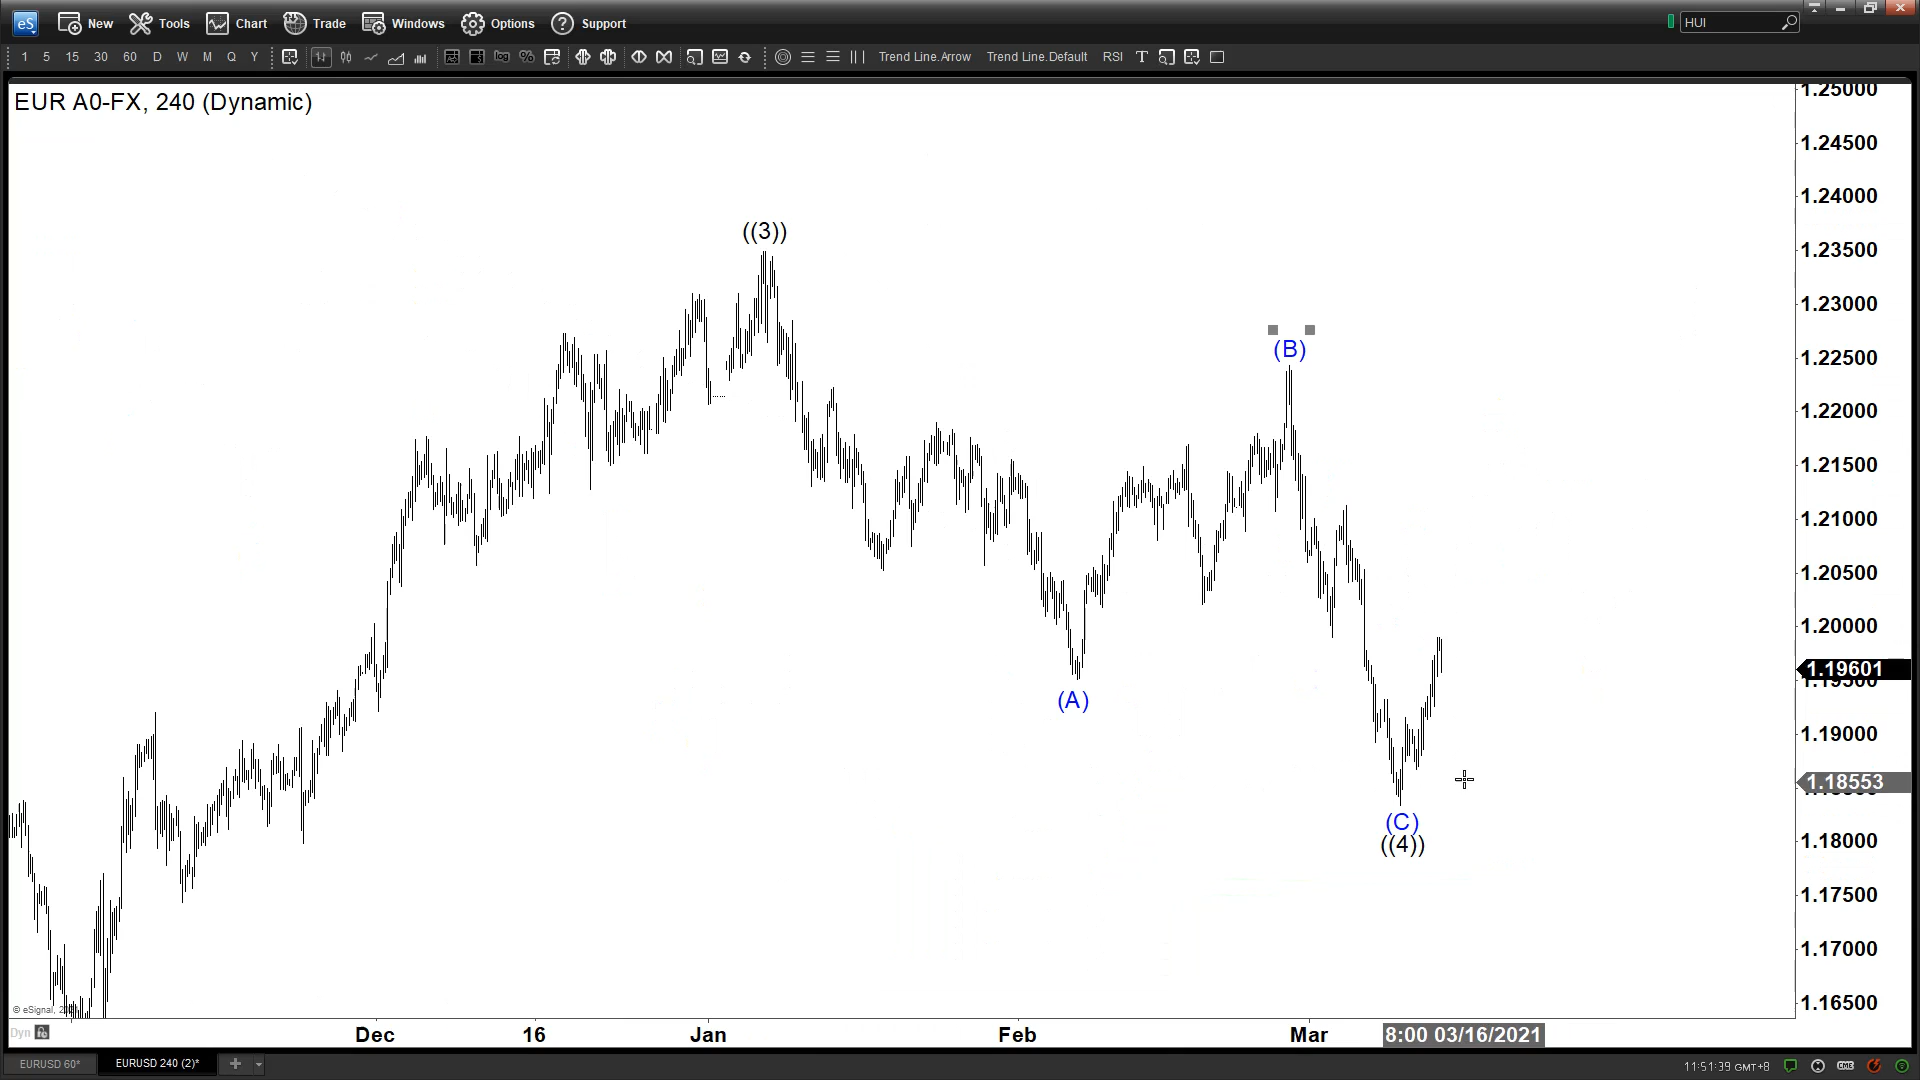 eS New Tools Chart Trade Windows Options Support HUI
1 5 15 30 60 D W M Q Y Trend Line.Arrow Trend Line.Default RSI T
EUR A0-FX, 240 (Dynamic)
1.25000
1.24500
1.24000
((3))
1.23500
1.23000
(B)
1.22500
1.22000
1.21500
1.21000
1.20500
1.20000
1.19601
(A)
1.19000
1.18553
(C)
((4))
1.18000
1.17500
1.17000
1.16500
© eSignal,
Dyn
Dec 16 Jan Feb Mar 8:00 03/16/2021
EURUSD 60* EURUSD 240 (2)* +
11:51:39 GMT+8 CME